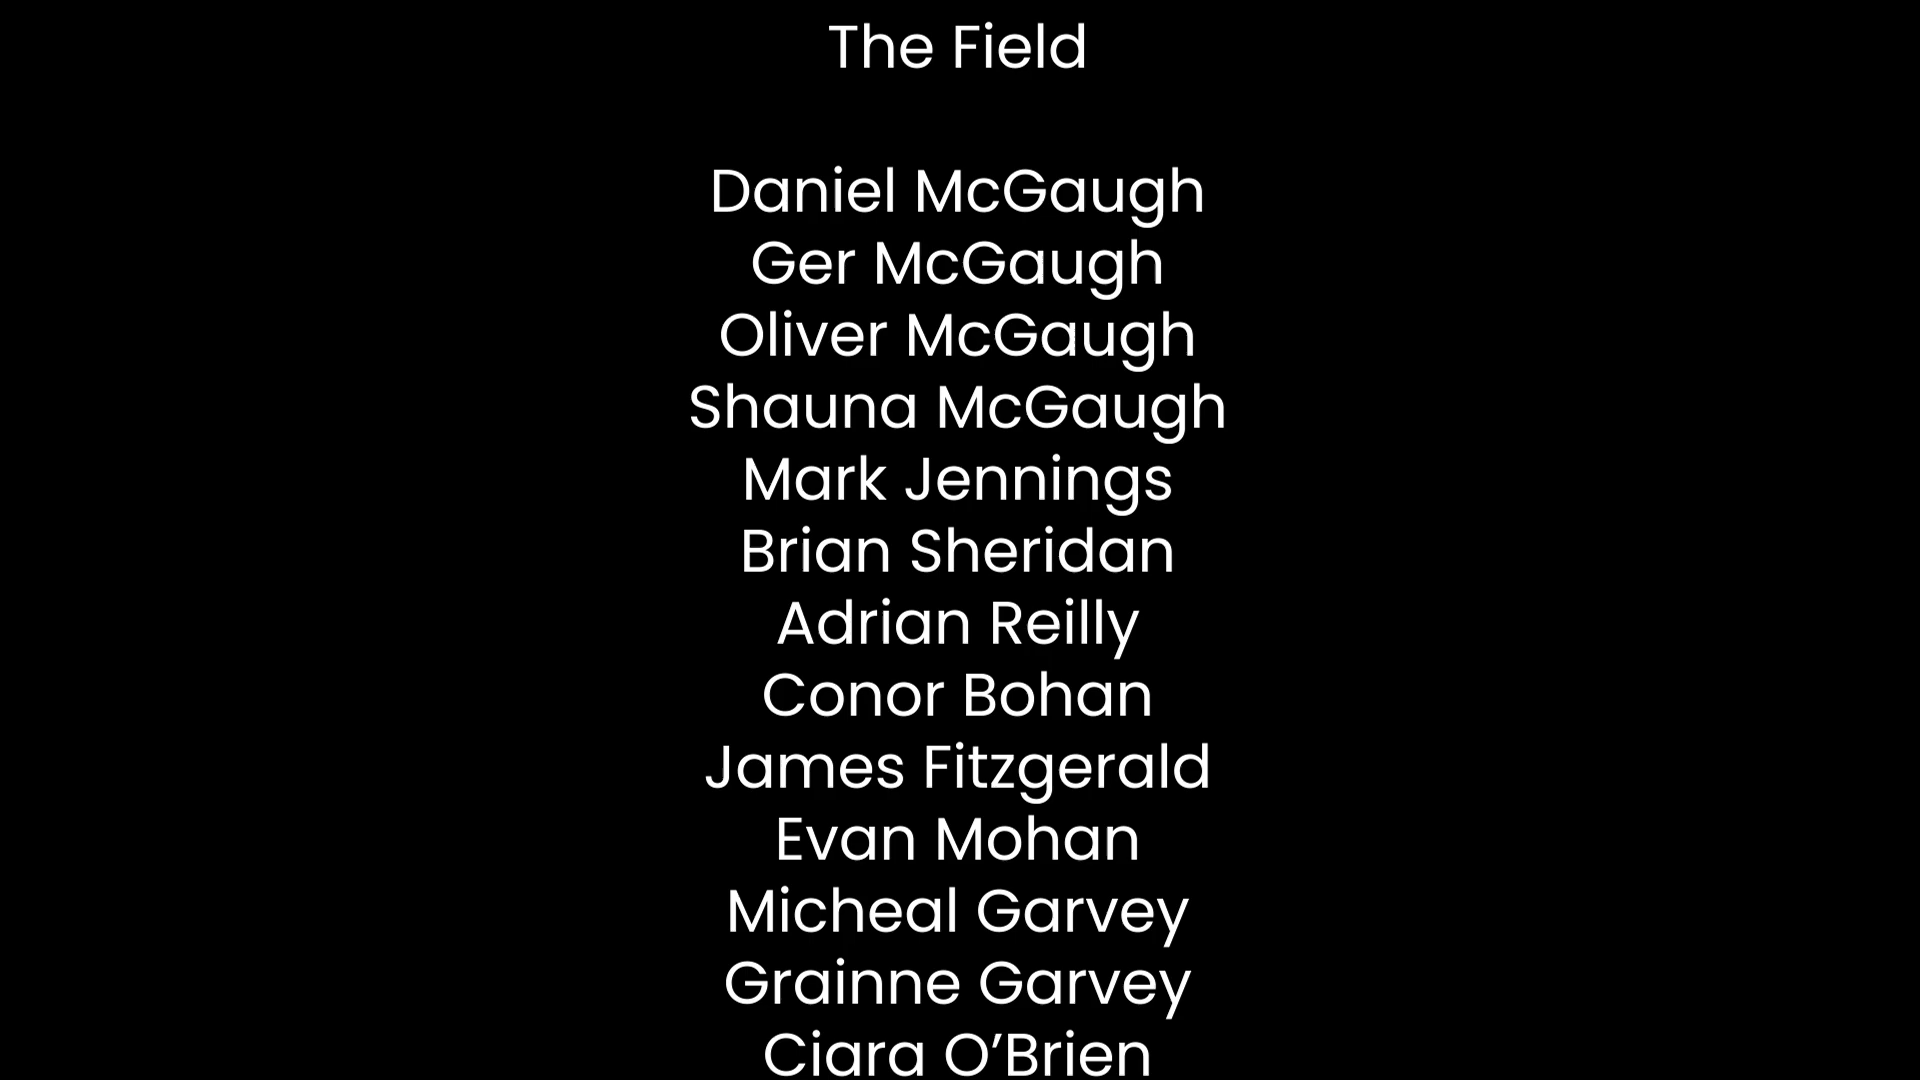 The Field
Daniel McGaugh
Ger McGaugh
Oliver McGaugh
Shauna McGaugh
Mark Jennings
Brian Sheridan
Adrian Reilly
Conor Bohan
James Fitzgerald
Evan Mohan
Micheal Garvey
Grainne Garvey
Ciara O’Brien